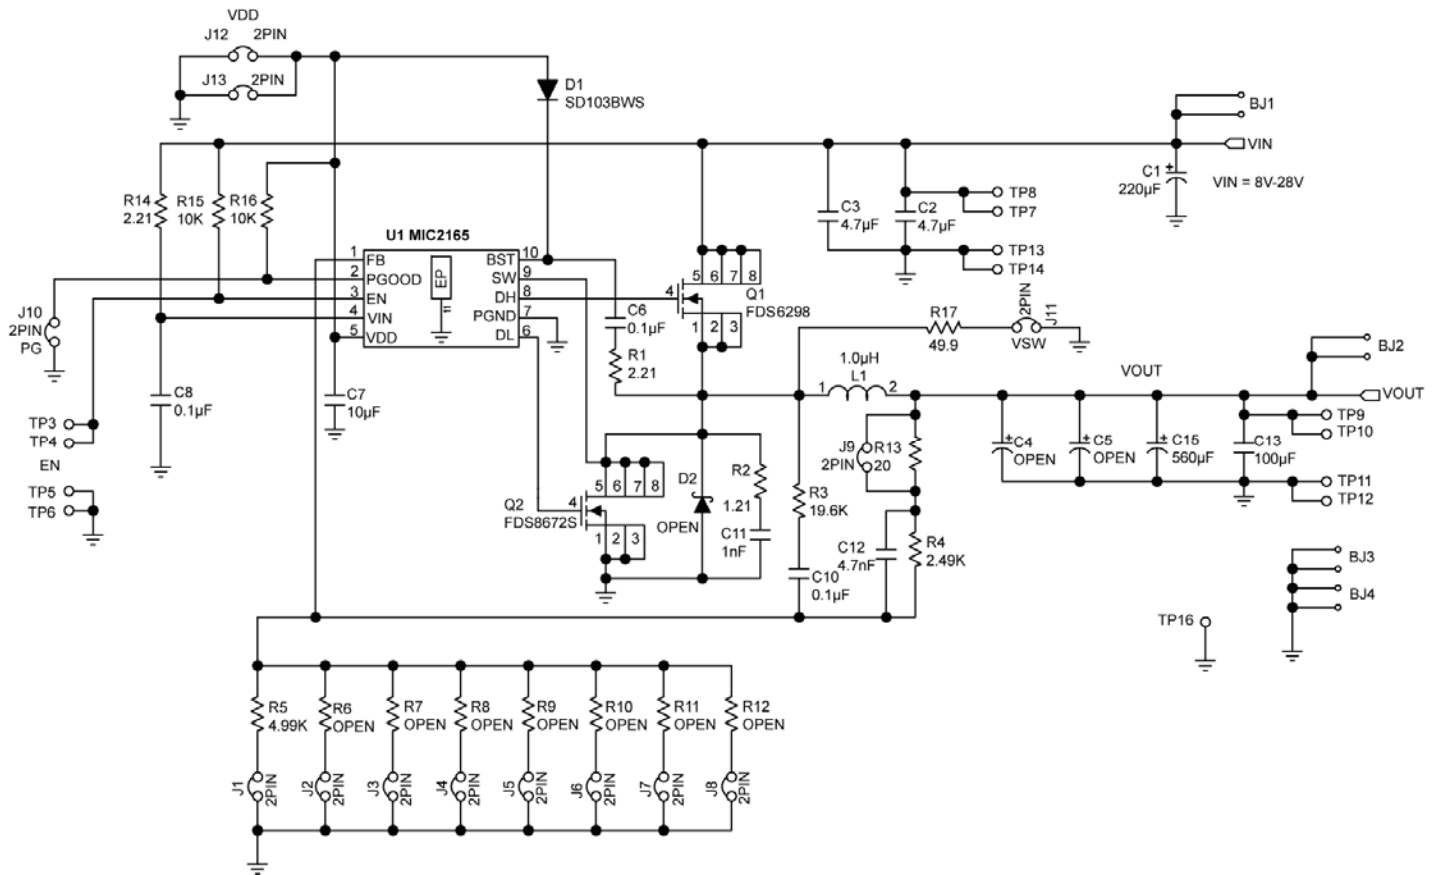 VDD
J12 2PIN
J13 2PIN
D1
SD103BWS
BJ1
VIN
C1
220µF
+
VIN = 8V-28V
R14
2.21
R15
10K
R16
10K
C3
4.7µF
C2
4.7µF
TP8
TP7
TP13
TP14
U1 MIC2165
1 FB
2 PGOOD
3 EN
4 VIN
5 VDD
EP
11
BST 10
SW 9
DH 8
PGND 7
DL 6
5 6 7 8
4
Q1
FDS6298
1 2 3
J10
2PIN
PG
C6
0.1µF
R1
2.21
R17
49.9
2PIN
J11
VSW
1.0µH
1 L1 2
VOUT
BJ2
VOUT
C8
0.1µF
C7
10µF
TP3
TP4
EN
TP5
TP6
J9
2PIN
R13
20
+
C4
OPEN
+
C5
OPEN
+
C15
560µF
C13
100µF
TP9
TP10
TP11
TP12
5 6 7 8
4
Q2
FDS8672S
1 2 3
D2
OPEN
R2
1.21
C11
1nF
R3
19.6K
C10
0.1µF
C12
4.7nF
R4
2.49K
BJ3
BJ4
TP16
R5
4.99K
R6
OPEN
R7
OPEN
R8
OPEN
R9
OPEN
R10
OPEN
R11
OPEN
R12
OPEN
J1 2PIN
J2 2PIN
J3 2PIN
J4 2PIN
J5 2PIN
J6 2PIN
J7 2PIN
J8 2PIN